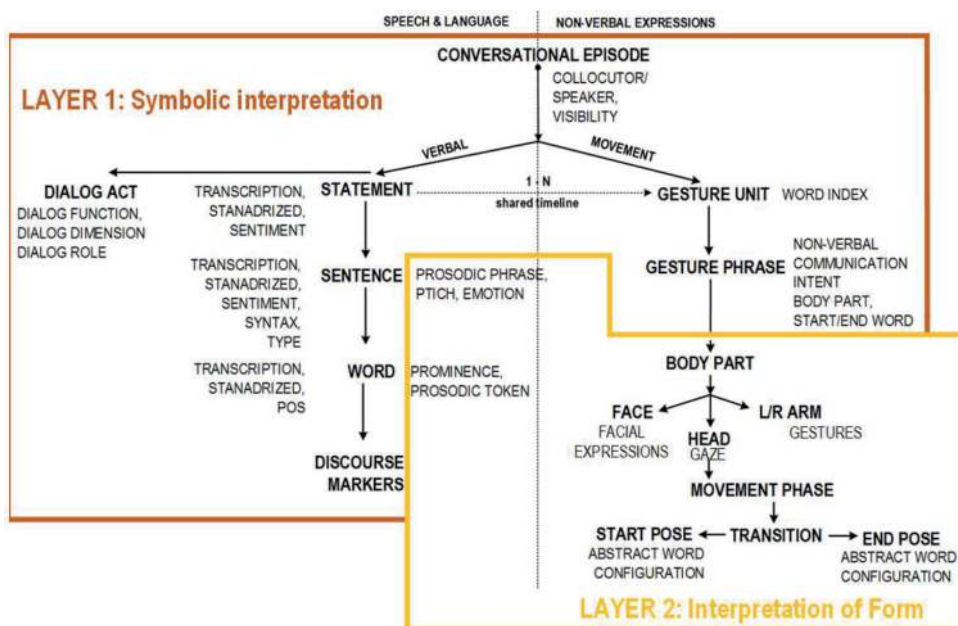 SPEECH & LANGUAGE
NON-VERBAL EXPRESSIONS
CONVERSATIONAL EPISODE
COLLOCUTOR/
SPEAKER,
VISIBILITY
LAYER 1: Symbolic interpretation
VERBAL
MOVEMENT
DIALOG ACT
DIALOG FUNCTION,
DIALOG DIMENSION
DIALOG ROLE
TRANSCRIPTION,
STANADRIZED,
SENTIMENT
STATEMENT
1 - N
shared timeline
GESTURE UNIT
WORD INDEX
TRANSCRIPTION,
STANADRIZED,
SENTIMENT,
SYNTAX,
TYPE
SENTENCE
PROSODIC PHRASE,
PTICH, EMOTION
GESTURE PHRASE
NON-VERBAL
COMMUNICATION
INTENT
BODY PART,
START/END WORD
TRANSCRIPTION,
STANADRIZED,
POS
WORD
PROMINENCE,
PROSODIC TOKEN
BODY PART
FACE
FACIAL
EXPRESSIONS
HEAD
GAZE
L/R ARM
GESTURES
DISCOURSE
MARKERS
MOVEMENT PHASE
START POSE
ABSTRACT WORD
CONFIGURATION
TRANSITION
END POSE
ABSTRACT WORD
CONFIGURATION
LAYER 2: Interpretation of Form